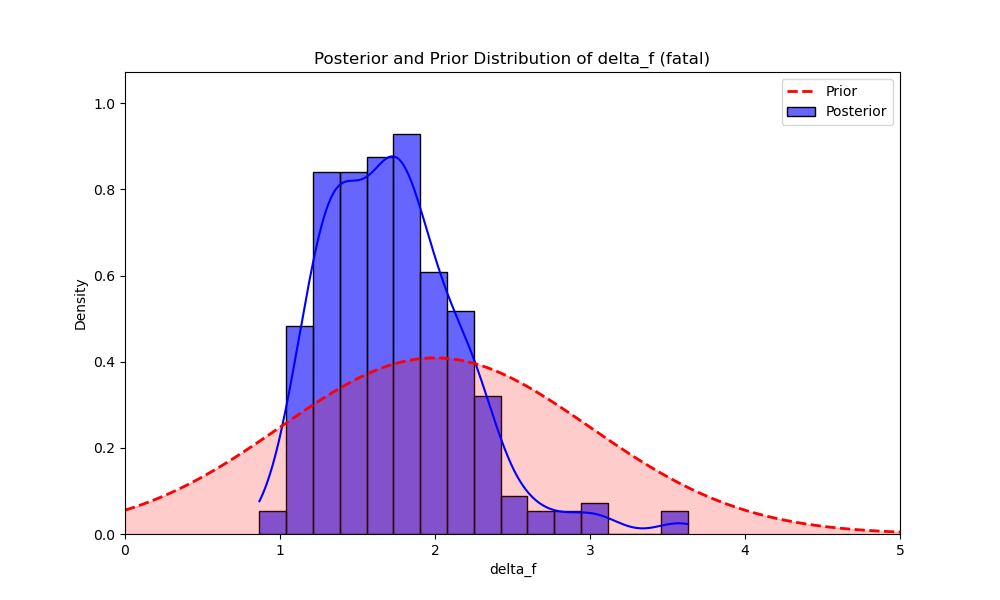 Posterior and Prior Distribution of delta_f (fatal)
Prior
Posterior
Density
1.0
0.8
0.6
0.4
0.2
0.0
0 1 2 3 4 5
delta_f